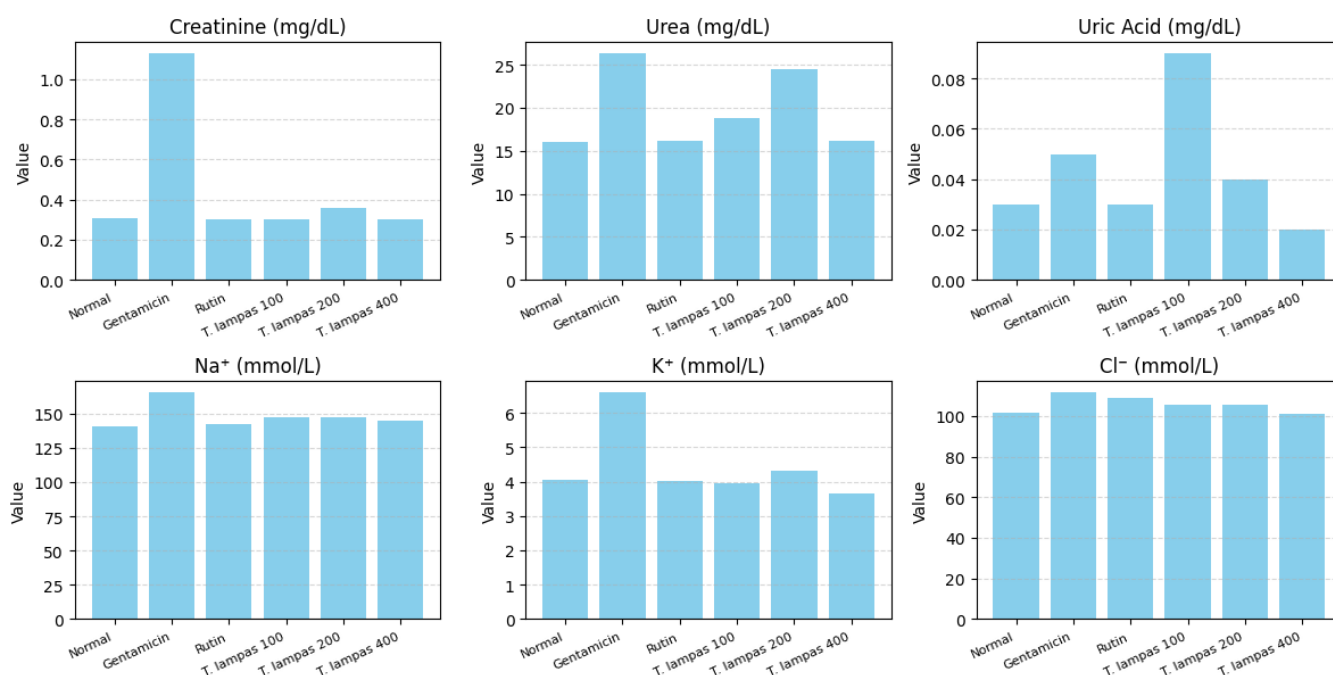 Creatinine (mg/dL)
Value
1.0
0.8
0.6
0.4
0.2
0.0
Normal
Gentamicin
Rutin
T. lampas 100
T. lampas 200
T. lampas 400
Urea (mg/dL)
Value
25
20
15
10
5
0
Normal
Gentamicin
Rutin
T. lampas 100
T. lampas 200
T. lampas 400
Uric Acid (mg/dL)
Value
0.08
0.06
0.04
0.02
0.00
Normal
Gentamicin
Rutin
T. lampas 100
T. lampas 200
T. lampas 400
Na⁺ (mmol/L)
Value
150
125
100
75
50
25
0
Normal
Gentamicin
Rutin
T. lampas 100
T. lampas 200
T. lampas 400
K⁺ (mmol/L)
Value
6
5
4
3
2
1
0
Normal
Gentamicin
Rutin
T. lampas 100
T. lampas 200
T. lampas 400
Cl⁻ (mmol/L)
Value
100
80
60
40
20
0
Normal
Gentamicin
Rutin
T. lampas 100
T. lampas 200
T. lampas 400